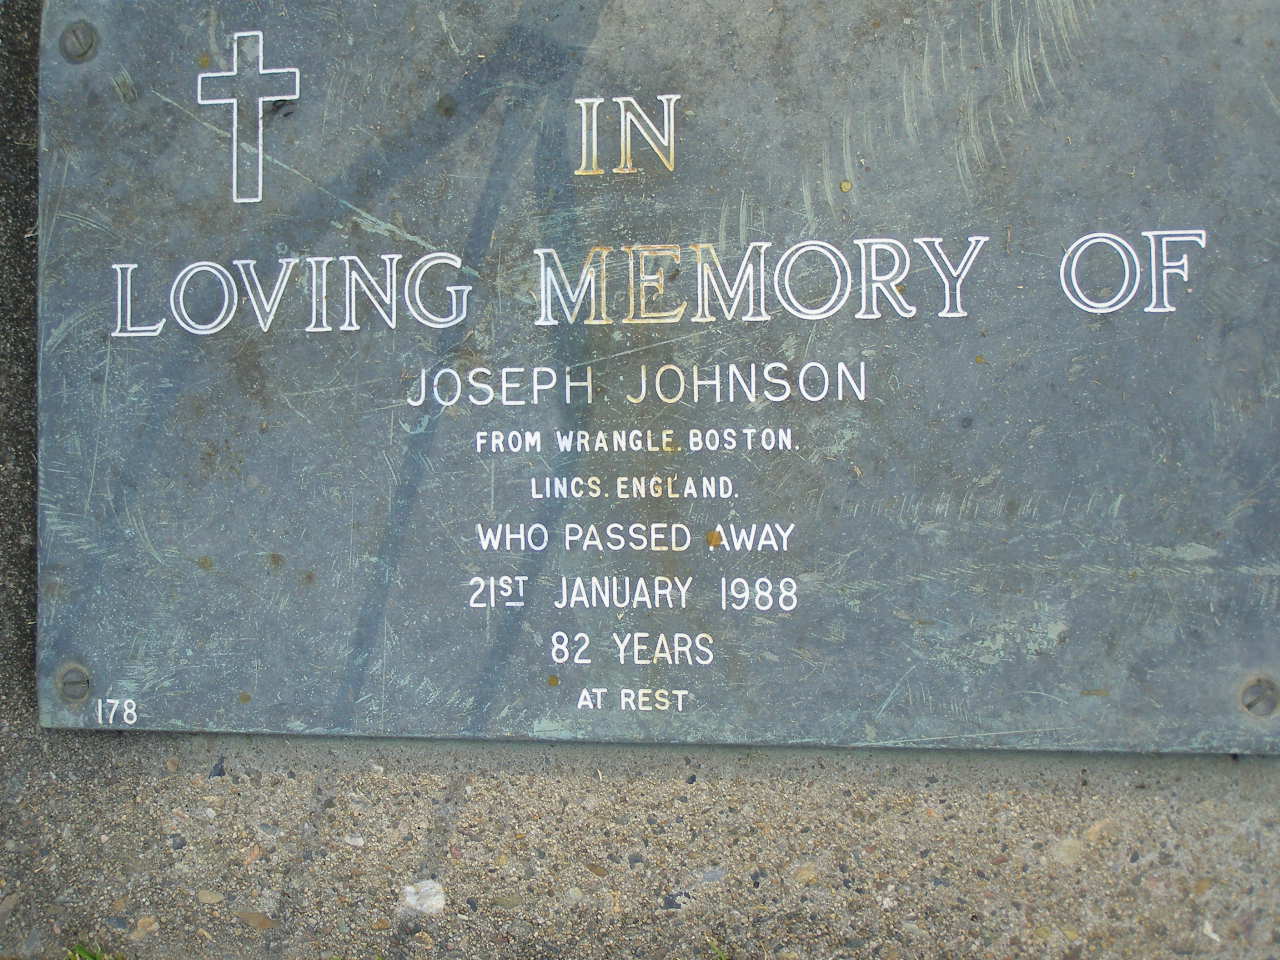 IN
LOVING MEMORY OF
JOSEPH JOHNSON
FROM WRANGLE. BOSTON.
LINCS. ENGLAND.
WHO PASSED AWAY
21ST JANUARY 1988
82 YEARS
AT REST
178